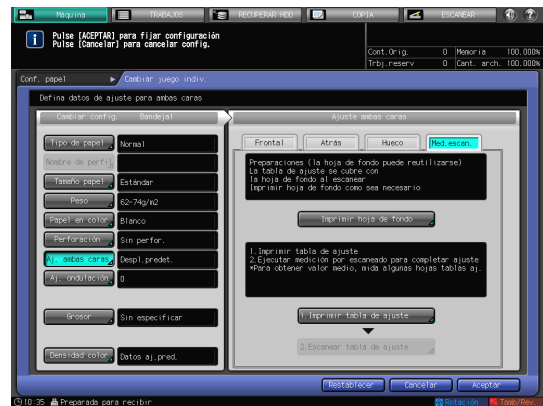 Máquina
TRABAJOS
RECUPERAR HDD
COPIA
ESCANEAR
Pulse [ACEPTAR] para fijar configuración
Pulse [Cancelar] para cancelar config.
Cont.Orig. 0 Memoria 100.000%
Trbj.reserv 0 Cant. arch. 100.000%
Conf. papel
Cambiar juego indiv.
Defina datos de ajuste para ambas caras
Cambiar config. Bandeja1
Tipo de papel Normal
Nombre de perfil
Tamaño papel Estándar
Peso 62-74g/m2
Papel en color Blanco
Perforación Sin perfor.
Aj. ambas caras Despl.predet.
Aj. ondulación 0
Grosor Sin especificar
Densidad color Datos aj.pred.
Ajuste ambas caras
Frontal
Atrás
Hueco
Med.escan.
Preparaciones (la hoja de fondo puede reutilizarse)
La tabla de ajuste se cubre con
la hoja de fondo al escanear
Imprimir hoja de fondo como sea necesario
Imprimir hoja de fondo
1.Imprimir tabla de ajuste
2.Ejecutar medición por escaneado para completar ajuste
*Para obtener valor medio, mida algunas hojas tablas aj.
1.Imprimir tabla de ajuste
2.Escanear tabla de ajuste
Restablecer
Cancelar
Aceptar
10:35 Preparada para recibir
Rotación
Tamb/Rev.